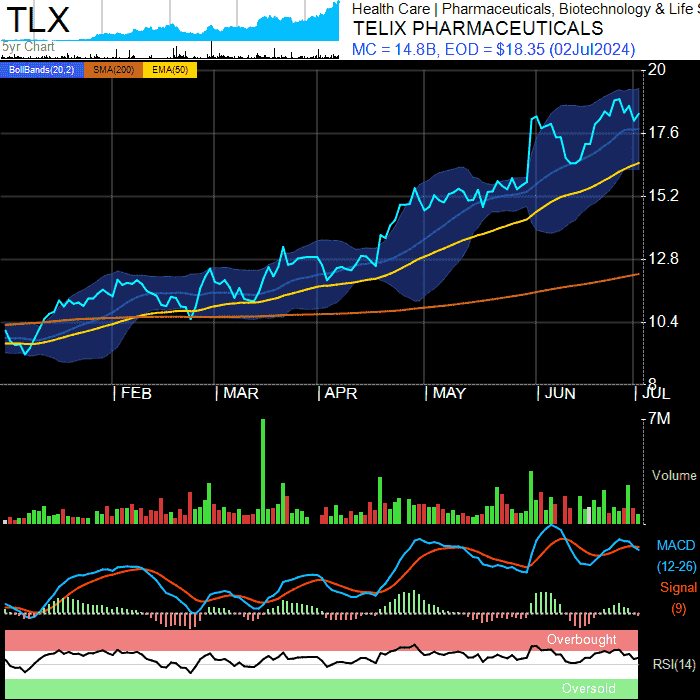 TLX
5yr Chart
Health Care | Pharmaceuticals, Biotechnology & Life S
TELIX PHARMACEUTICALS
MC = 14.8B, EOD = $18.35 (02Jul2024)
BollBands(20,2) SMA(200) EMA(50)
20
17.6
15.2
12.8
10.4
8
FEB MAR APR MAY JUN JUL
7M
Volume
MACD
(12-26)
Signal
(9)
Overbought
RSI(14)
Oversold